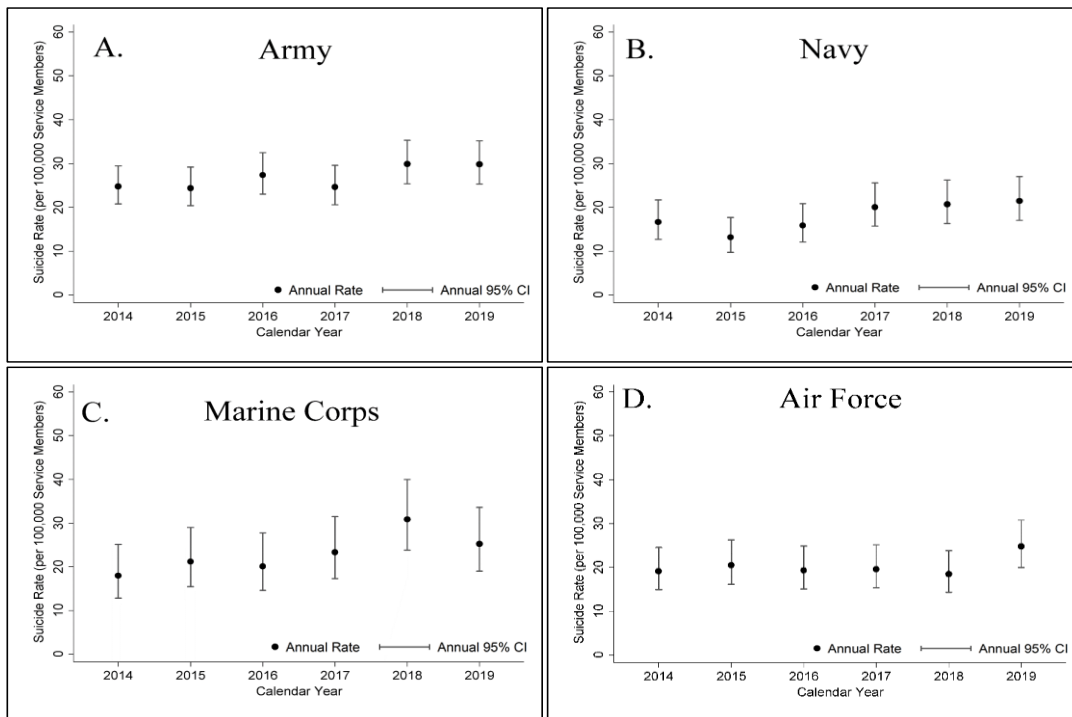 A.
Army
Suicide Rate (per 100,000 Service Members)
60
50
40
30
20
10
0
Annual Rate
Annual 95% CI
2014 2015 2016 2017 2018 2019
Calendar Year
B.
Navy
Suicide Rate (per 100,000 Service Members)
60
50
40
30
20
10
0
Annual Rate
Annual 95% CI
2014 2015 2016 2017 2018 2019
Calendar Year
C.
Marine Corps
Suicide Rate (per 100,000 Service Members)
60
50
40
30
20
10
0
Annual Rate
Annual 95% CI
2014 2015 2016 2017 2018 2019
Calendar Year
D.
Air Force
Suicide Rate (per 100,000 Service Members)
60
50
40
30
20
10
0
Annual Rate
Annual 95% CI
2014 2015 2016 2017 2018 2019
Calendar Year